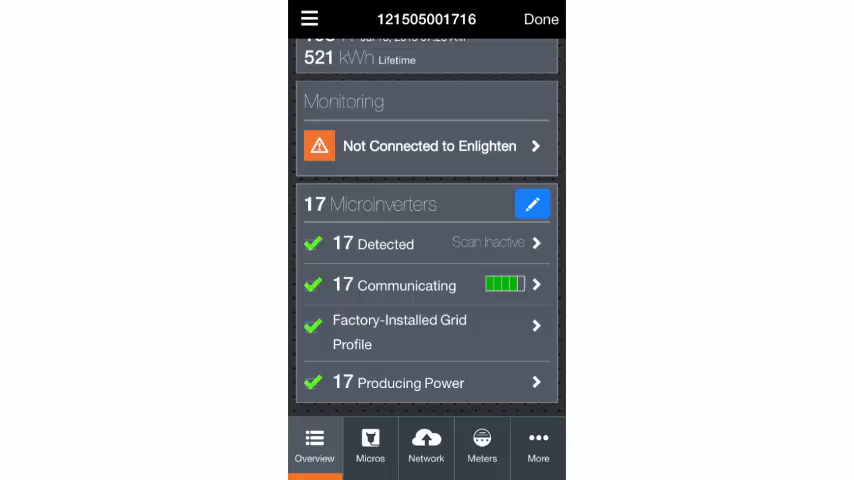 121505001716
Done
521 kWh Lifetime
Monitoring
Not Connected to Enlighten
17 Microinverters
17 Detected
Scan Inactive
17 Communicating
Factory-Installed Grid
Profile
17 Producing Power
Overview
Micros
Network
Meters
More